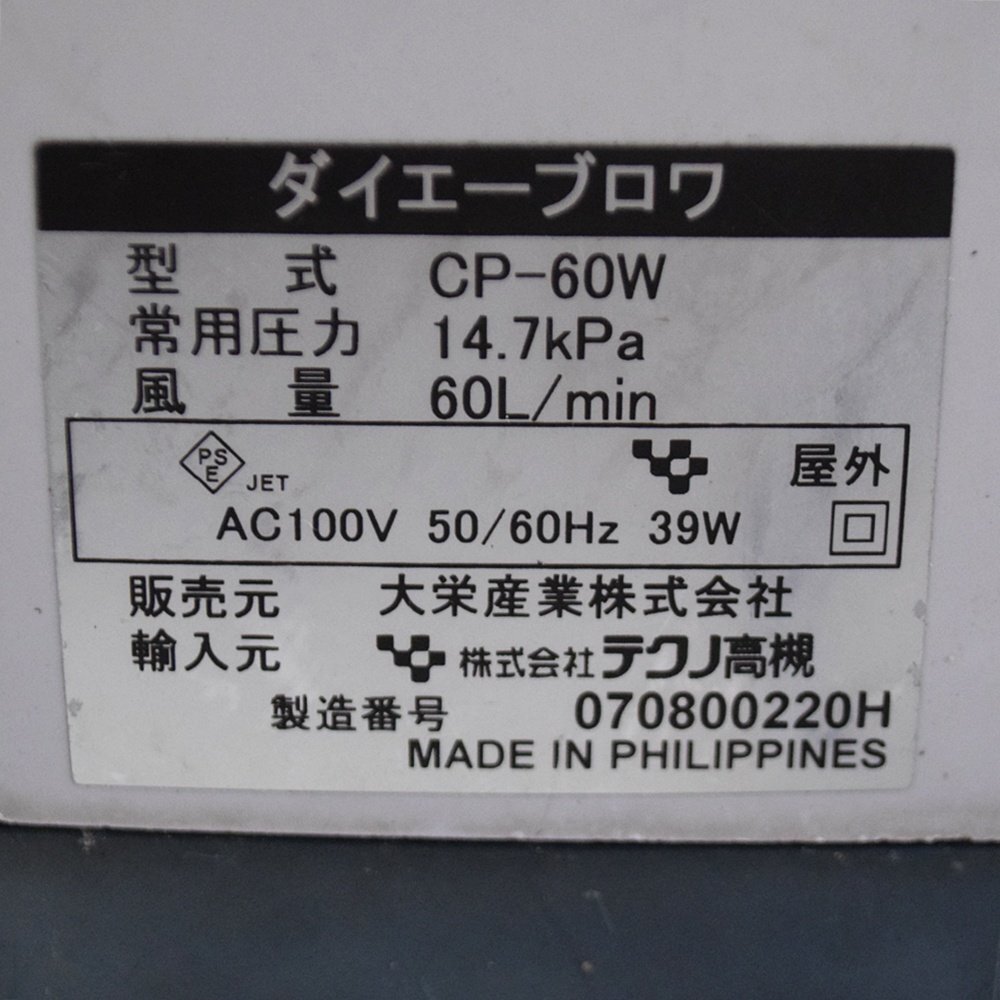 ダイエーブロワ
型式 CP-60W
常用圧力 14.7kPa
風量 60L/min
PSE JET 屋外
AC100V 50/60Hz 39W
販売元 大栄産業株式会社
輸入元 株式会社テクノ高槻
製造番号 070800220H
MADE IN PHILIPPINES